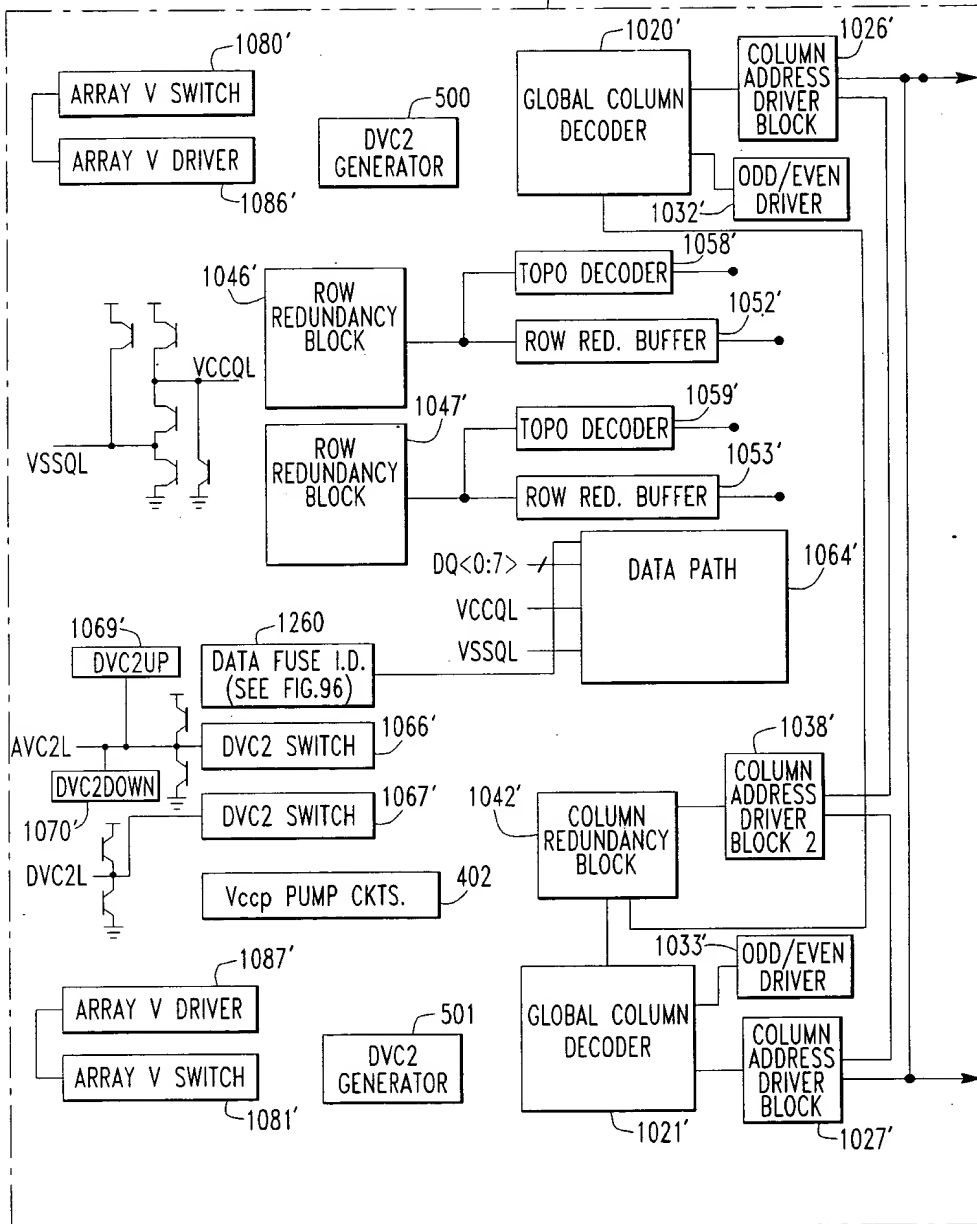 1080'
ARRAY V SWITCH
ARRAY V DRIVER
1086'
500
DVC2
GENERATOR
1020'
GLOBAL COLUMN
DECODER
1026'
COLUMN
ADDRESS
DRIVER
BLOCK
ODD/EVEN
DRIVER
1032'
1046'
ROW
REDUNDANCY
BLOCK
1058'
TOPO DECODER
1052'
ROW RED. BUFFER
VCCQL
VSSQL
1047'
ROW
REDUNDANCY
BLOCK
1059'
TOPO DECODER
1053'
ROW RED. BUFFER
DQ<0:7>
VCCQL
VSSQL
DATA PATH
1064'
1069'
DVC2UP
1260
DATA FUSE I.D.
(SEE FIG.96)
AVC2L
1066'
DVC2 SWITCH
DVC2DOWN
1070'
1067'
DVC2 SWITCH
DVC2L
402
Vccp PUMP CKTS.
1042'
COLUMN
REDUNDANCY
BLOCK
1038'
COLUMN
ADDRESS
DRIVER
BLOCK 2
1087'
ARRAY V DRIVER
ARRAY V SWITCH
1081'
501
DVC2
GENERATOR
GLOBAL COLUMN
DECODER
1021'
1033'
ODD/EVEN
DRIVER
COLUMN
ADDRESS
DRIVER
BLOCK
1027'